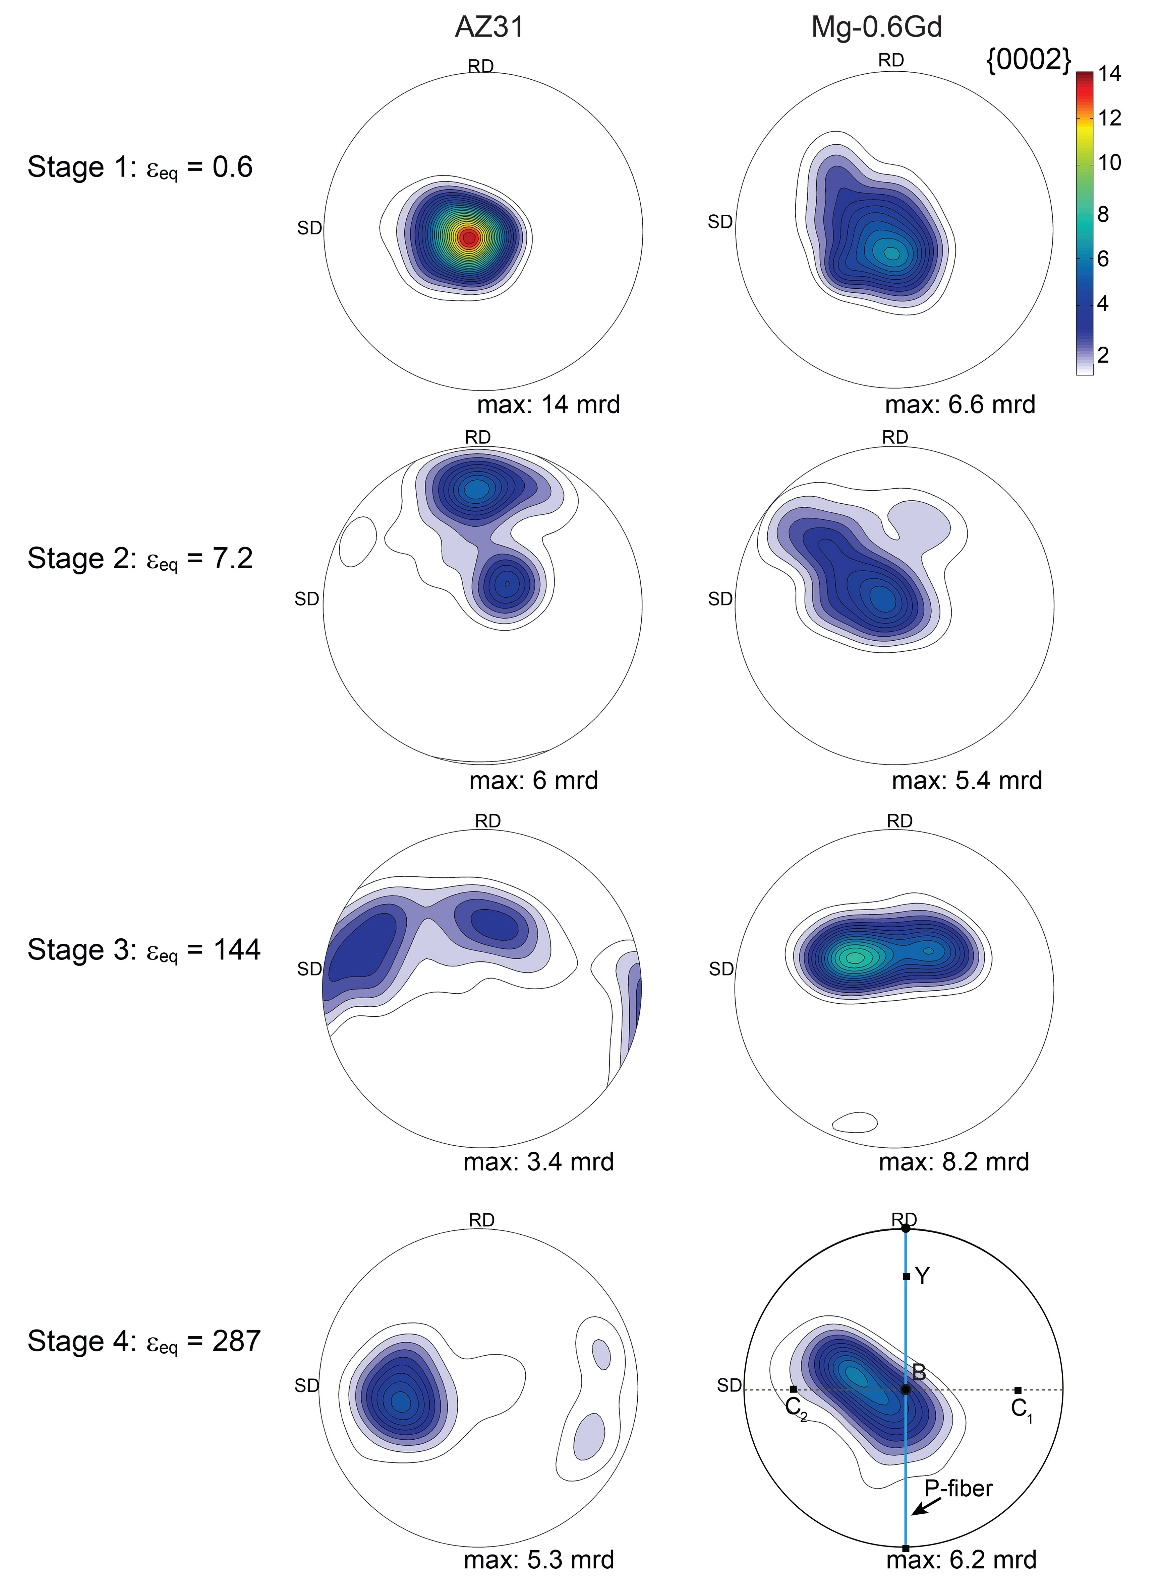 AZ31
Mg-0.6Gd
{0002}
RD
RD
14
12
10
8
6
4
2
Stage 1: εeq = 0.6
SD
SD
max: 14 mrd
max: 6.6 mrd
RD
RD
Stage 2: εeq = 7.2
SD
SD
max: 6 mrd
max: 5.4 mrd
RD
RD
Stage 3: εeq = 144
SD
SD
max: 3.4 mrd
max: 8.2 mrd
RD
RD
Y
Stage 4: εeq = 287
SD
SD
B
C2
C1
P-fiber
max: 5.3 mrd
max: 6.2 mrd